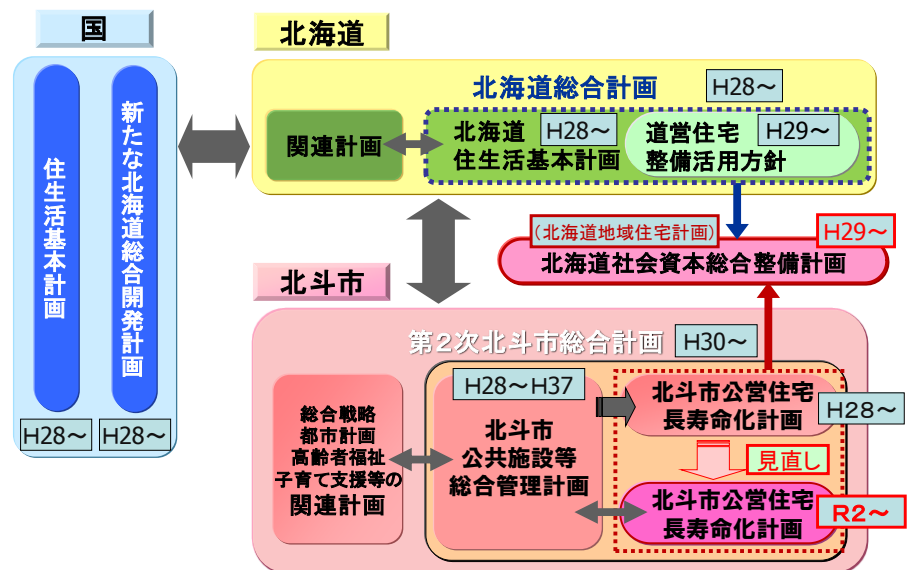 国
住生活基本計画
H28～
新たな北海道総合開発計画
H28～
北海道
北海道総合計画
H28～
関連計画
北海道
住生活基本計画
H28～
道営住宅
整備活用方針
H29～
（北海道地域住宅計画）
H29～
北海道社会資本総合整備計画
北斗市
第２次北斗市総合計画
H30～
総合戦略
都市計画
高齢者福祉
子育て支援等の
関連計画
H28～H37
北斗市
公共施設等
総合管理計画
北斗市公営住宅
長寿命化計画
H28～
見直し
北斗市公営住宅
長寿命化計画
R2～